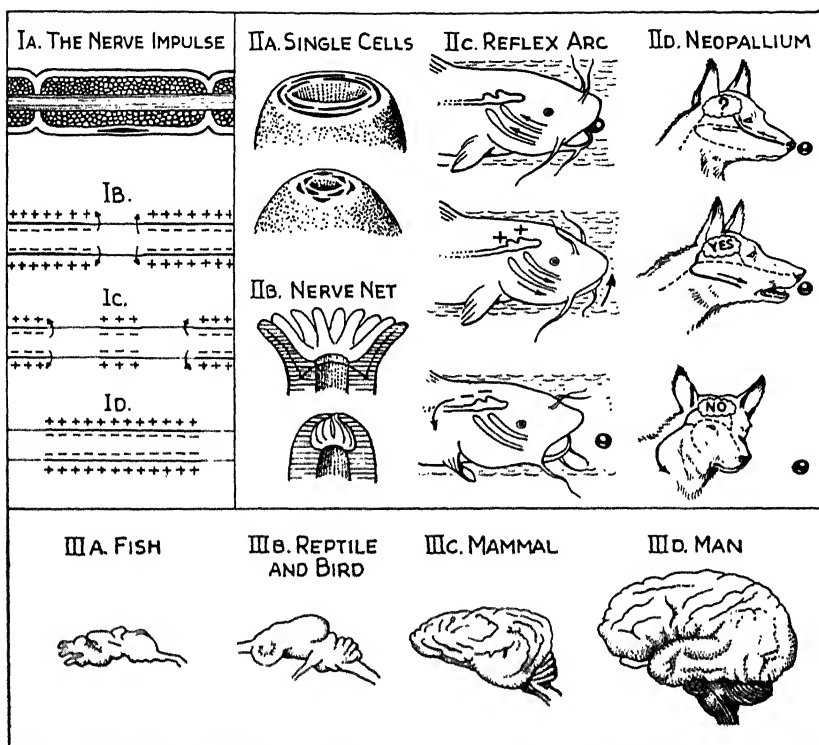 IA. THE NERVE IMPULSE
IB.
IC.
ID.
IIA. SINGLE CELLS
IIB. NERVE NET
IIC. REFLEX ARC
IID. NEOPALLIUM
?
YES
NO
IIIA. FISH
IIIB. REPTILE
AND BIRD
IIIC. MAMMAL
IIID. MAN